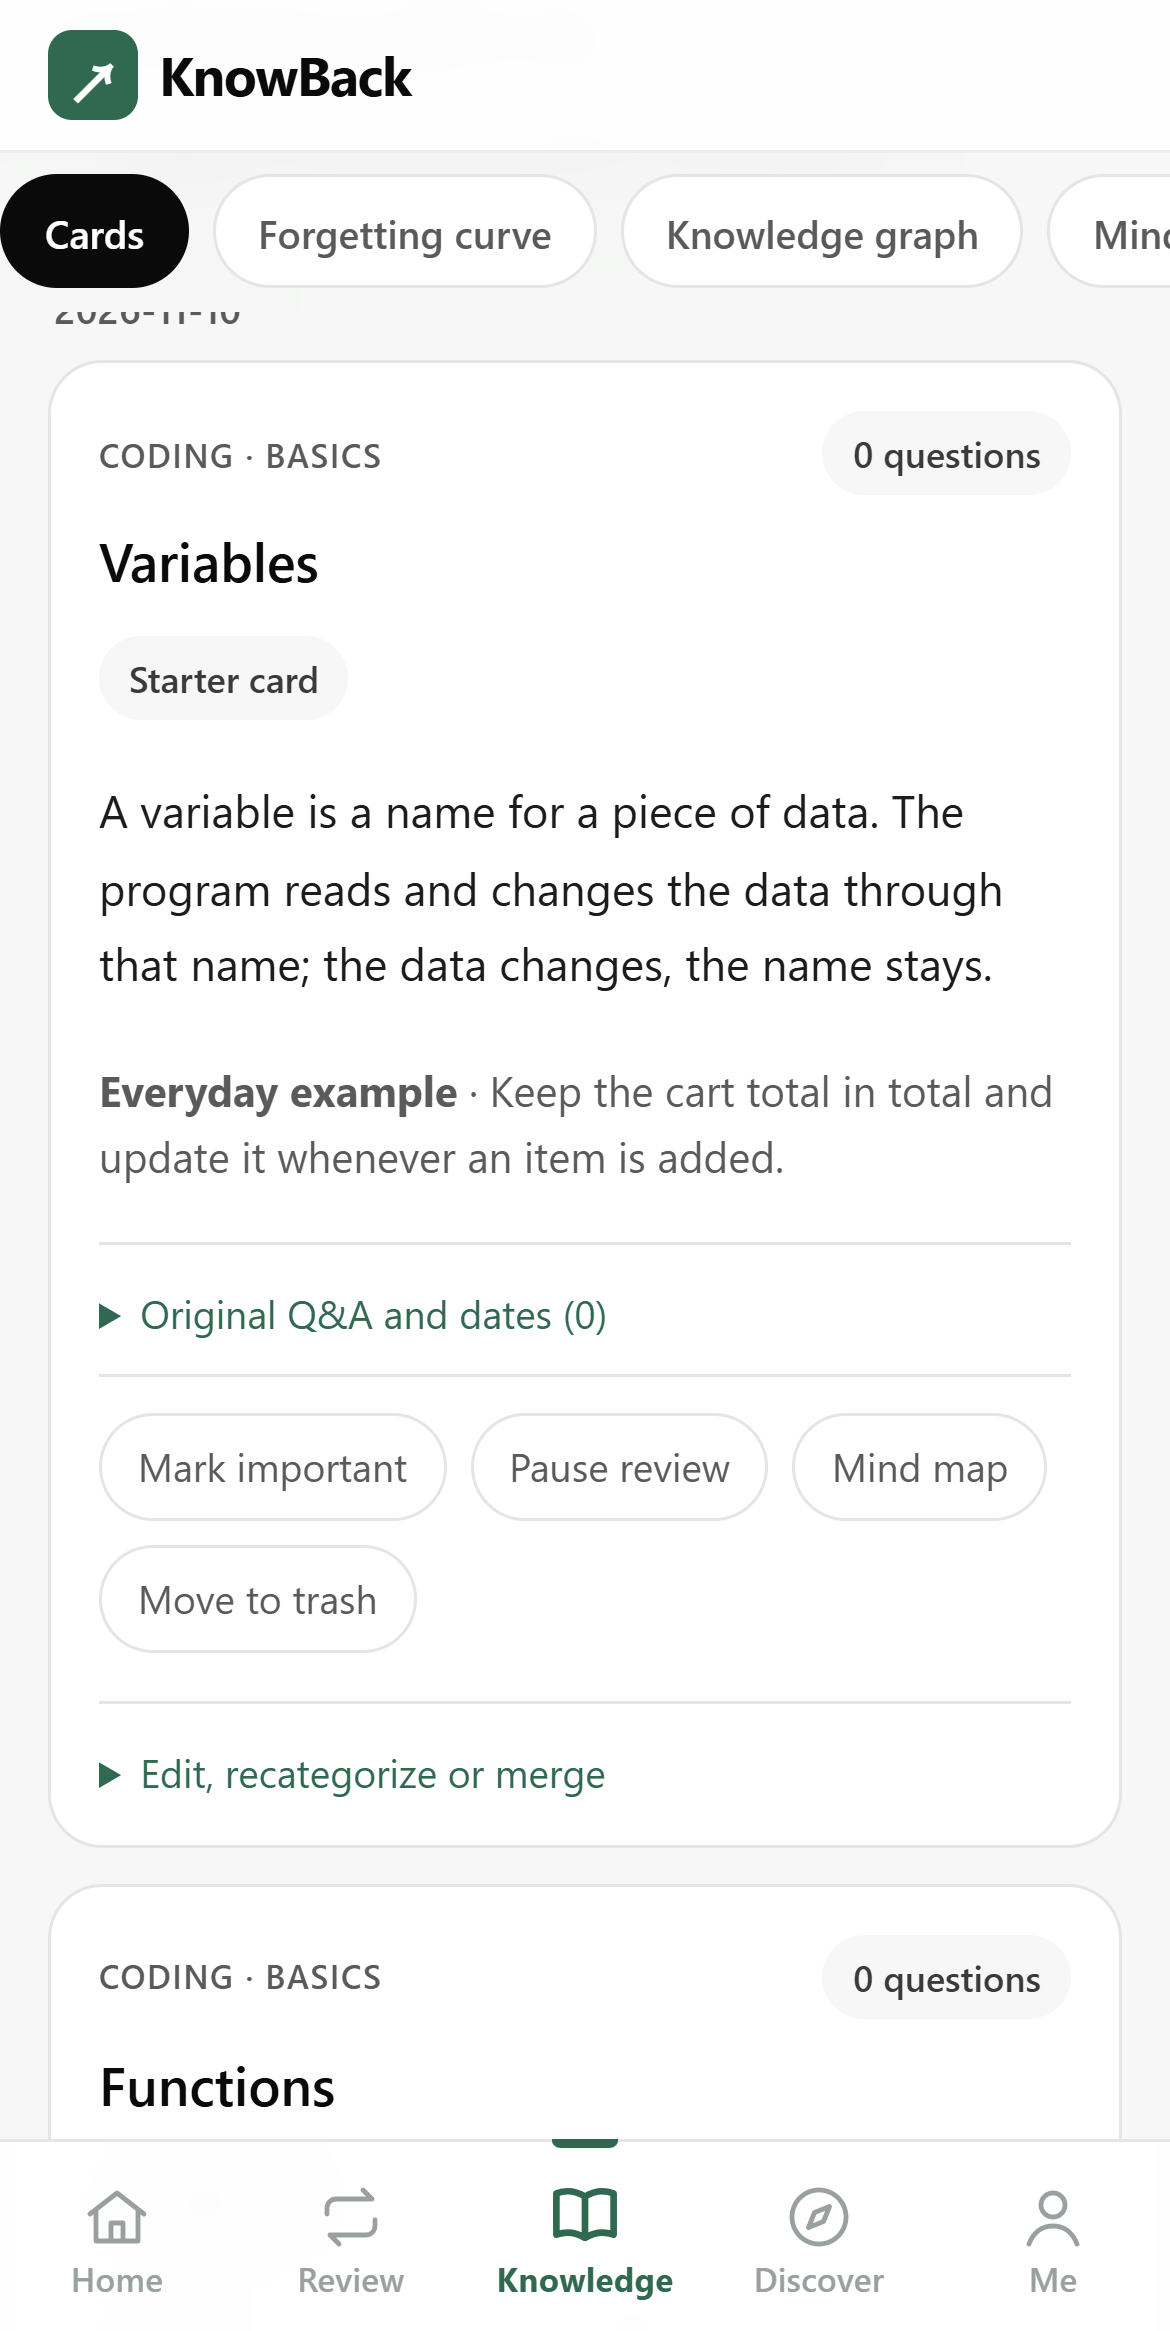 KnowBack
Cards
Forgetting curve
Knowledge graph
2026-11-10
CODING · BASICS
0 questions
Variables
Starter card
A variable is a name for a piece of data. The
program reads and changes the data through
that name; the data changes, the name stays.
Everyday example · Keep the cart total in total and
update it whenever an item is added.
Original Q&A and dates (0)
Mark important
Pause review
Mind map
Move to trash
Edit, recategorize or merge
CODING · BASICS
0 questions
Functions
Home
Review
Knowledge
Discover
Me